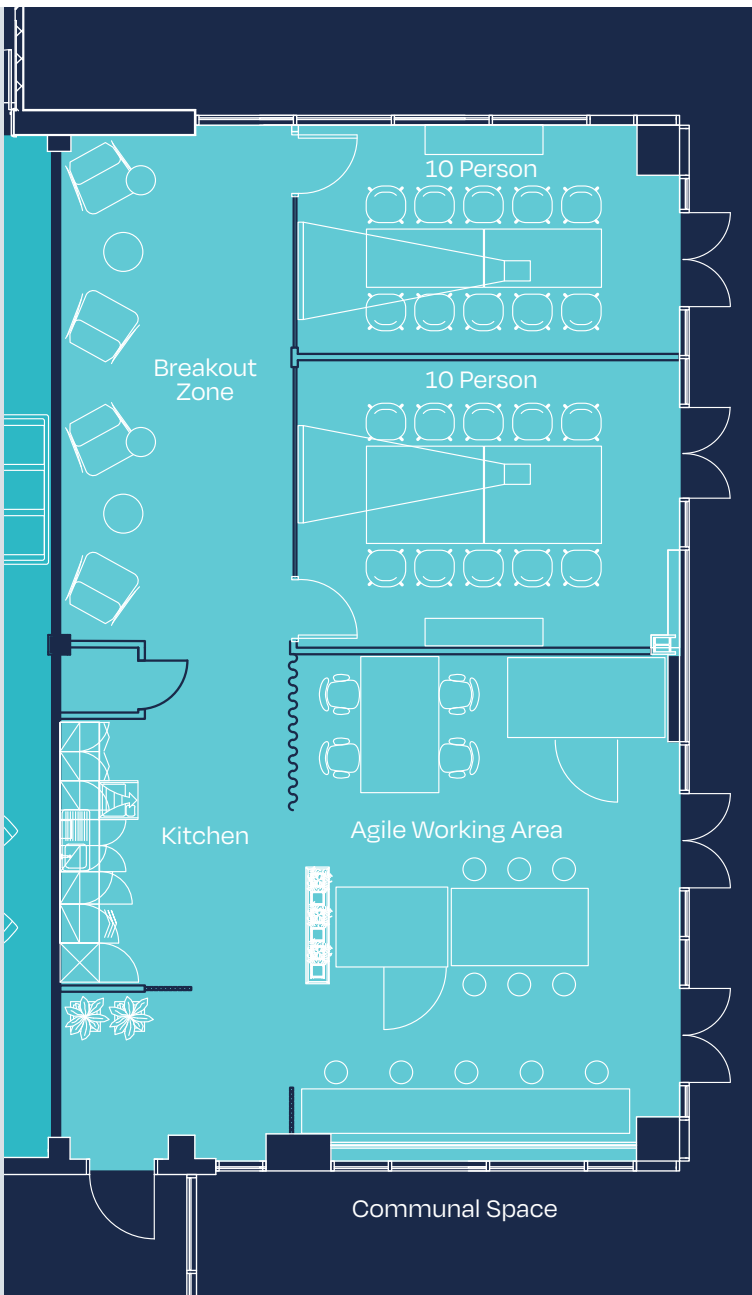 10 Person
Breakout
Zone
10 Person
Kitchen
Agile Working Area
Communal Space